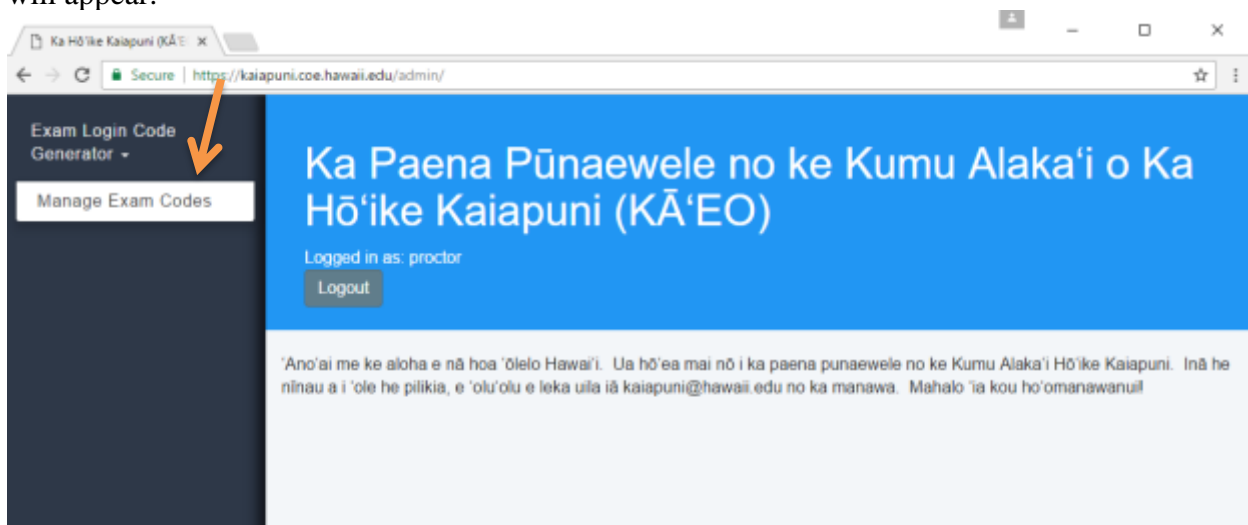 will appear.
Ka Hōʻike Kaiapuni (KĀʻE
Secure | https://kaiapuni.coe.hawaii.edu/admin/
Exam Login Code
Generator
Manage Exam Codes
Ka Paena Pūnaewele no ke Kumu Alakaʻi o Ka
Hōʻike Kaiapuni (KĀʻEO)
Logged in as: proctor
Logout
ʻAnoʻai me ke aloha e nā hoa ʻōlelo Hawaiʻi. Ua hōʻea mai nō i ka paena punaewele no ke Kumu Alakaʻi Hōʻike Kaiapuni. Inā he
nīnau a i ʻole he pilikia, e ʻoluʻolu e leka uila iā kaiapuni@hawaii.edu no ka manawa. Mahalo ʻia kou hoʻomanawanui!